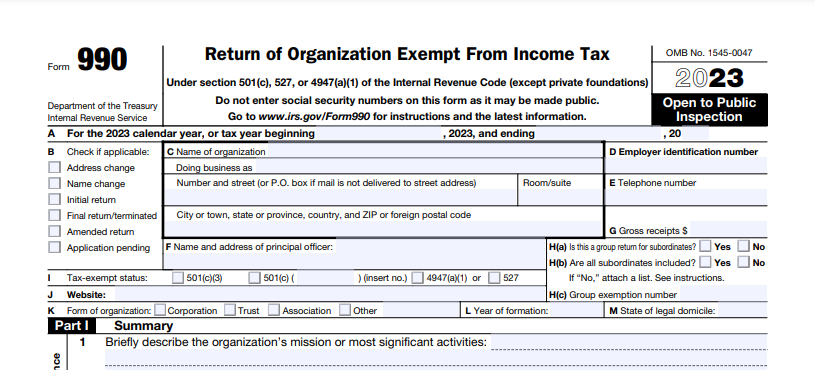 Form 990
Return of Organization Exempt From Income Tax
OMB No. 1545-0047
Under section 501(c), 527, or 4947(a)(1) of the Internal Revenue Code (except private foundations)
2023
Department of the Treasury
Internal Revenue Service
Do not enter social security numbers on this form as it may be made public.
Go to www.irs.gov/Form990 for instructions and the latest information.
Open to Public
Inspection
A For the 2023 calendar year, or tax year beginning , 2023, and ending , 20
B Check if applicable:
Address change
Name change
Initial return
Final return/terminated
Amended return
Application pending
C Name of organization
Doing business as
Number and street (or P.O. box if mail is not delivered to street address)
Room/suite
City or town, state or province, country, and ZIP or foreign postal code
D Employer identification number
E Telephone number
G Gross receipts $
F Name and address of principal officer:
H(a) Is this a group return for subordinates? Yes No
H(b) Are all subordinates included? Yes No
If “No,” attach a list. See instructions.
I Tax-exempt status: 501(c)(3) 501(c) ( ) (insert no.) 4947(a)(1) or 527
J Website:
H(c) Group exemption number
K Form of organization: Corporation Trust Association Other
L Year of formation:
M State of legal domicile:
Part I Summary
1 Briefly describe the organization’s mission or most significant activities: